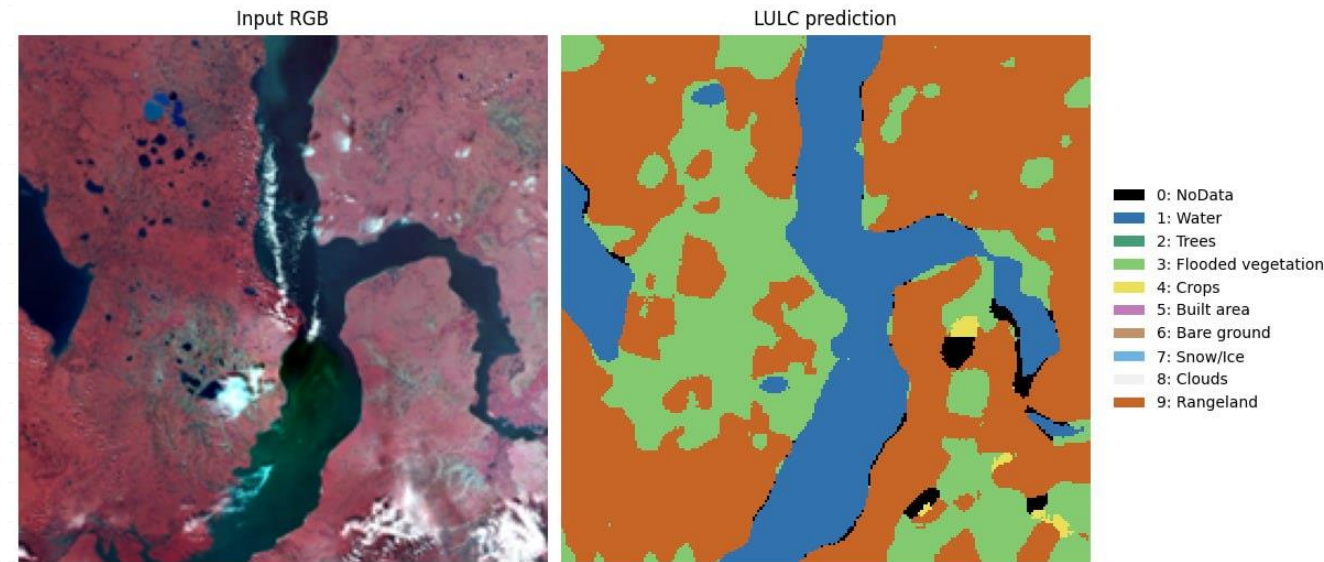 Input RGB
LULC prediction
0: NoData
1: Water
2: Trees
3: Flooded vegetation
4: Crops
5: Built area
6: Bare ground
7: Snow/Ice
8: Clouds
9: Rangeland